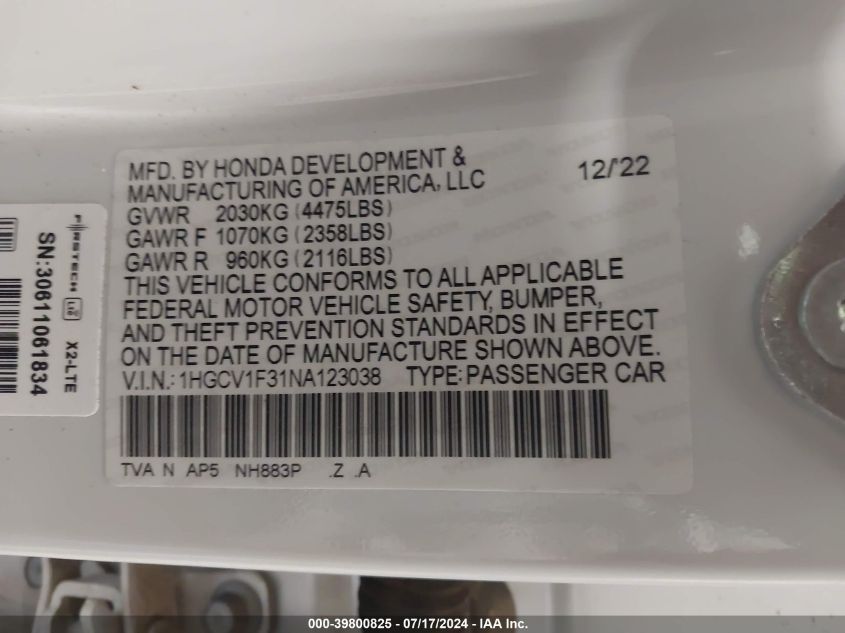 MFD. BY HONDA DEVELOPMENT &
MANUFACTURING OF AMERICA, LLC 12/22
GVWR 2030KG (4475LBS)
GAWR F 1070KG (2358LBS)
GAWR R 960KG (2116LBS)
THIS VEHICLE CONFORMS TO ALL APPLICABLE
FEDERAL MOTOR VEHICLE SAFETY, BUMPER,
AND THEFT PREVENTION STANDARDS IN EFFECT
ON THE DATE OF MANUFACTURE SHOWN ABOVE.
V.I.N.: 1HGCV1F31NA123038 TYPE: PASSENGER CAR
TVA N AP5 NH883P .Z .A
FIRSTECH
LTE
X2-LTE
SN:30611061834
000-39800825 - 07/17/2024 - IAA Inc.